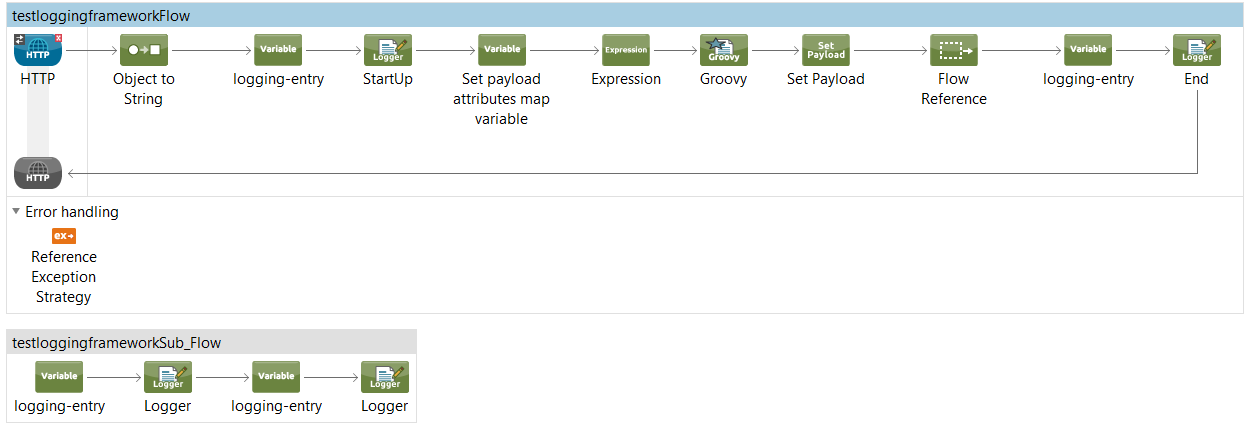 testloggingframeworkFlow
HTTP
Variable
Logger
Variable
Expression
Groovy
Set
Payload
Variable
Logger
HTTP
Object to
String
logging-entry
StartUp
Set payload
attributes map
variable
Expression
Groovy
Set Payload
Flow
Reference
logging-entry
End
HTTP
Error handling
ex
Reference
Exception
Strategy
testloggingframeworkSub_Flow
Variable
Logger
Variable
Logger
logging-entry
Logger
logging-entry
Logger